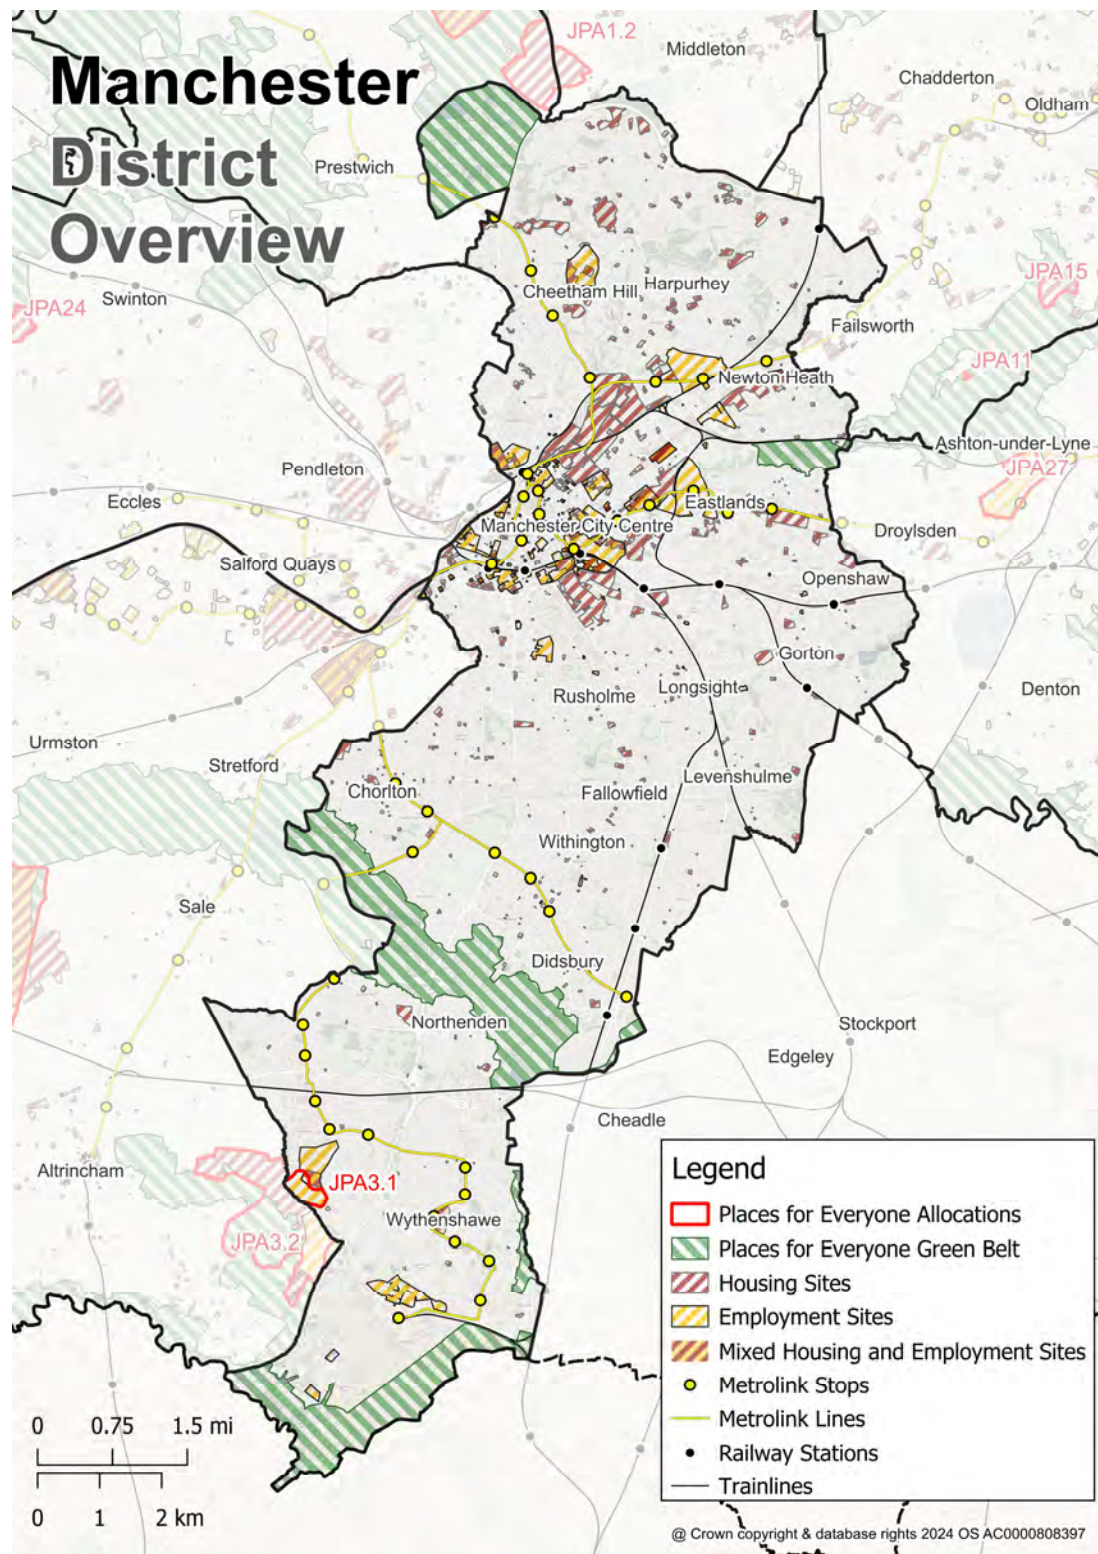 Manchester
District
Overview
JPA1.2
Middleton
Chadderton
Oldham
Prestwich
Swinton
JPA24
Cheetham Hill
Harpurhey
JPA15
Failsworth
JPA11
Newton Heath
Ashton-under-Lyne
JPA27
Pendleton
Eccles
Eastlands
Manchester City Centre
Droylsden
Salford Quays
Openshaw
Gorton
Rusholme
Longsight
Denton
Urmston
Stretford
Levenshulme
Chorlton
Fallowfield
Withington
Sale
Didsbury
Northenden
Stockport
Edgeley
Cheadle
Altrincham
JPA3.1
Wythenshawe
JPA3.2
Legend
Places for Everyone Allocations
Places for Everyone Green Belt
Housing Sites
Employment Sites
Mixed Housing and Employment Sites
Metrolink Stops
Metrolink Lines
Railway Stations
Trainlines
0 0.75 1.5 mi
0 1 2 km
@ Crown copyright & database rights 2024 OS AC0000808397